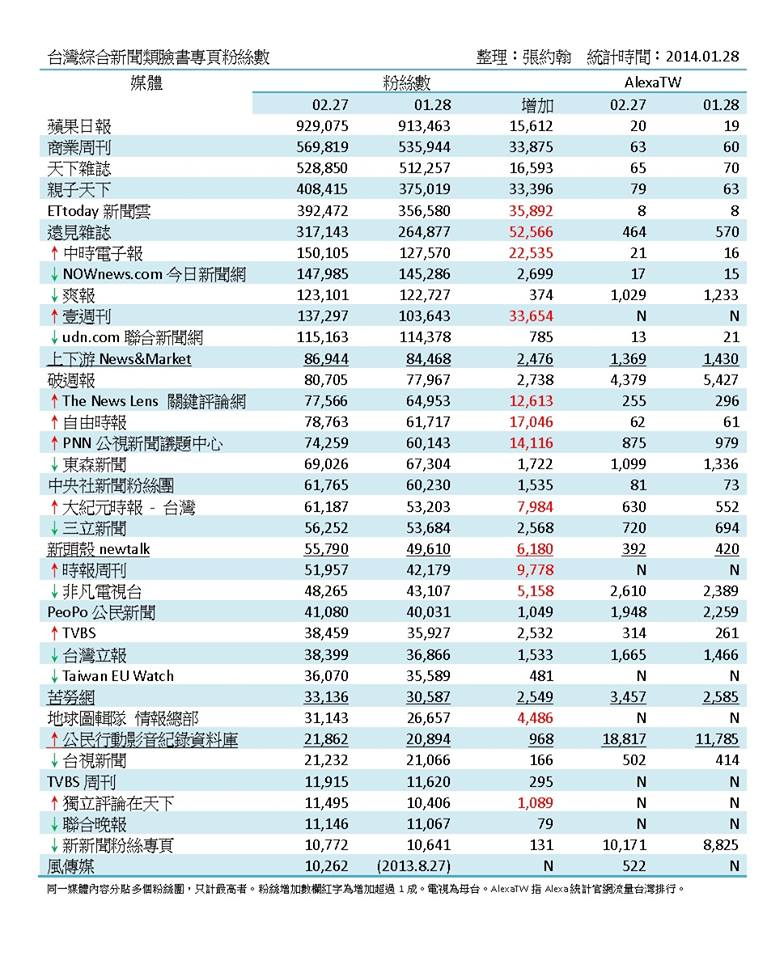 台灣綜合新聞類臉書專頁粉絲數 整理：張約翰 統計時間：2014.01.28
媒體 粉絲數 AlexaTW
02.27 01.28 增加 02.27 01.28
蘋果日報 929,075 913,463 15,612 20 19
商業周刊 569,819 535,944 33,875 63 60
天下雜誌 528,850 512,257 16,593 65 70
親子天下 408,415 375,019 33,396 79 63
ETtoday 新聞雲 392,472 356,580 35,892 8 8
遠見雜誌 317,143 264,877 52,566 464 570
↑中時電子報 150,105 127,570 22,535 21 16
↓NOWnews.com 今日新聞網 147,985 145,286 2,699 17 15
↓爽報 123,101 122,727 374 1,029 1,233
↑壹週刊 137,297 103,643 33,654 N N
↓udn.com 聯合新聞網 115,163 114,378 785 13 21
上下游 News&Market 86,944 84,468 2,476 1,369 1,430
破週報 80,705 77,967 2,738 4,379 5,427
↑The News Lens 關鍵評論網 77,566 64,953 12,613 255 296
↑自由時報 78,763 61,717 17,046 62 61
↑PNN 公視新聞議題中心 74,259 60,143 14,116 875 979
↓東森新聞 69,026 67,304 1,722 1,099 1,336
中央社新聞粉絲團 61,765 60,230 1,535 81 73
↑大紀元時報 - 台灣 61,187 53,203 7,984 630 552
↓三立新聞 56,252 53,684 2,568 720 694
新頭殼 newtalk 55,790 49,610 6,180 392 420
↑時報周刊 51,957 42,179 9,778 N N
↓非凡電視台 48,265 43,107 5,158 2,610 2,389
PeoPo 公民新聞 41,080 40,031 1,049 1,948 2,259
↑TVBS 38,459 35,927 2,532 314 261
↓台灣立報 38,399 36,866 1,533 1,665 1,466
↓Taiwan EU Watch 36,070 35,589 481 N N
苦勞網 33,136 30,587 2,549 3,457 2,585
地球圖輯隊 情報總部 31,143 26,657 4,486 N N
↑公民行動影音紀錄資料庫 21,862 20,894 968 18,817 11,785
↓台視新聞 21,232 21,066 166 502 414
TVBS 周刊 11,915 11,620 295 N N
↑獨立評論在天下 11,495 10,406 1,089 N N
↓聯合晚報 11,146 11,067 79 N N
↓新新聞粉絲專頁 10,772 10,641 131 10,171 8,825
風傳媒 10,262 (2013.8.27) N 522 N
同一媒體內容分貼多個粉絲團，只計最高者。粉絲增加數欄紅字為增加超過 1 成。電視為母台。AlexaTW 指 Alexa 統計官網流量台灣排行。